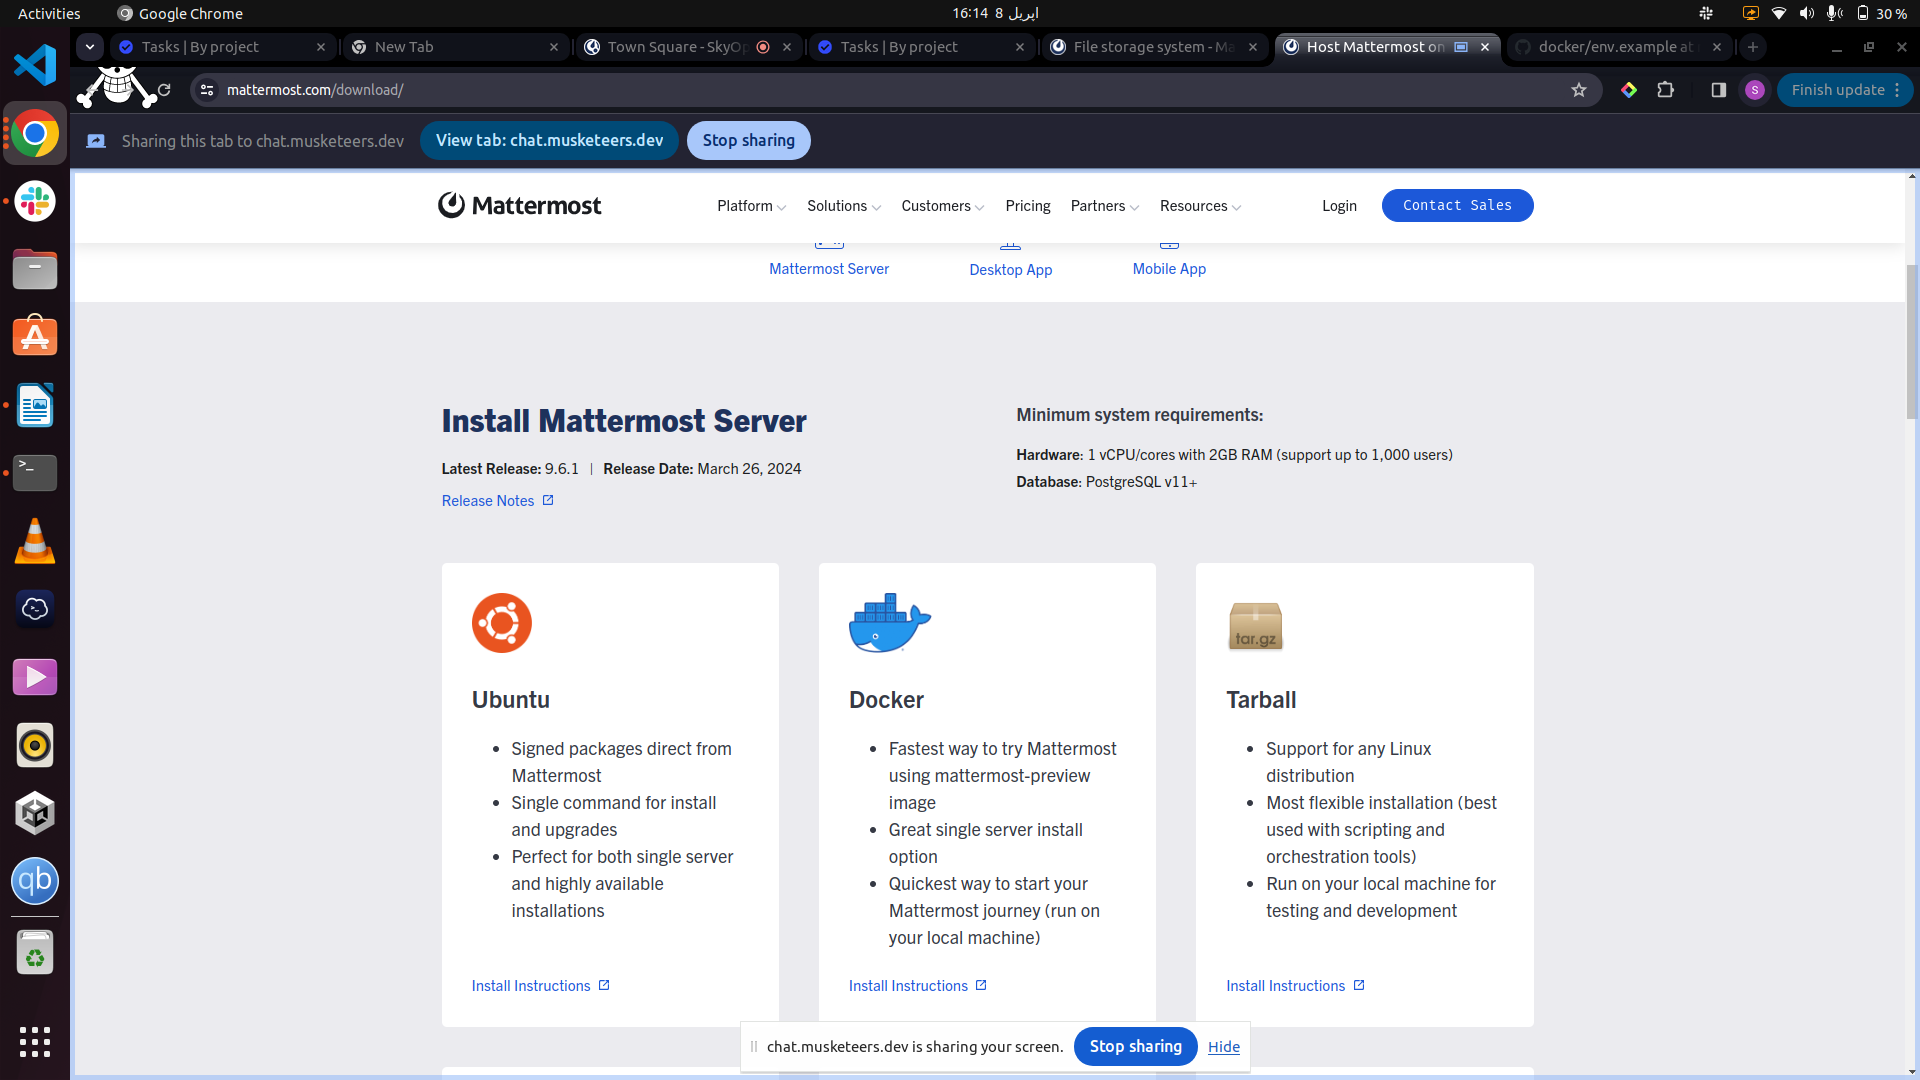 Activities
Google Chrome
16:14 8 اپریل
30 %
Tasks | By project
New Tab
Town Square - SkyOp
Tasks | By project
File storage system - Ma
Host Mattermost on
docker/env.example at
mattermost.com/download/
S
Finish update
Sharing this tab to chat.musketeers.dev
View tab: chat.musketeers.dev
Stop sharing
Mattermost
Platform
Solutions
Customers
Pricing
Partners
Resources
Login
Contact Sales
Mattermost Server
Desktop App
Mobile App
Install Mattermost Server
Latest Release: 9.6.1 | Release Date: March 26, 2024
Release Notes
Minimum system requirements:
Hardware: 1 vCPU/cores with 2GB RAM (support up to 1,000 users)
Database: PostgreSQL v11+
Ubuntu
• Signed packages direct from
Mattermost
• Single command for install
and upgrades
• Perfect for both single server
and highly available
installations
Install Instructions
Docker
• Fastest way to try Mattermost
using mattermost-preview
image
• Great single server install
option
• Quickest way to start your
Mattermost journey (run on
your local machine)
Install Instructions
tar.gz
Tarball
• Support for any Linux
distribution
• Most flexible installation (best
used with scripting and
orchestration tools)
• Run on your local machine for
testing and development
Install Instructions
chat.musketeers.dev is sharing your screen.
Stop sharing
Hide
qb